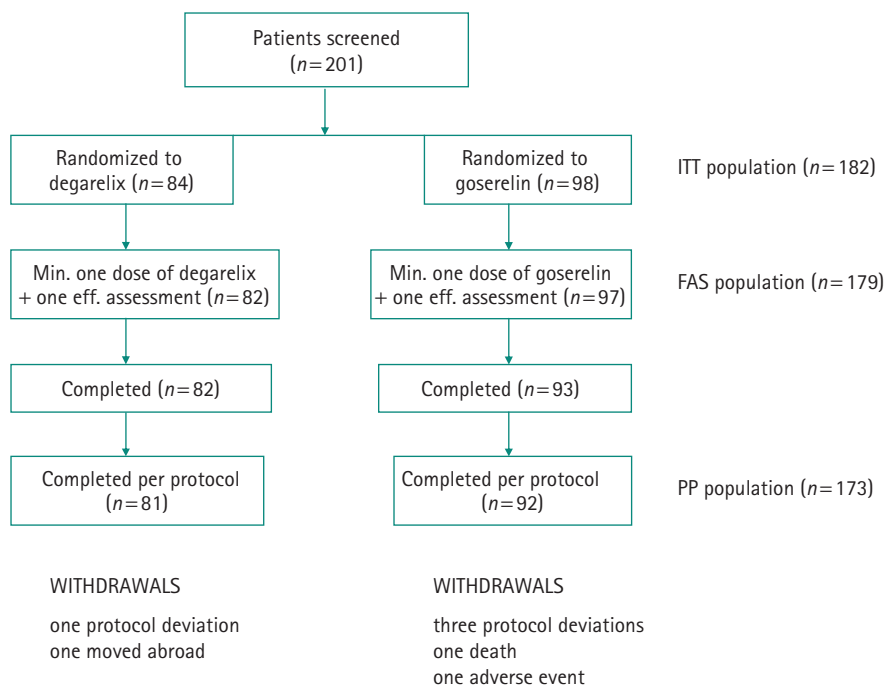 Patients screened
(n=201)
Randomized to
degarelix (n=84)
Randomized to
goserelin (n=98)
ITT population (n=182)
Min. one dose of degarelix
+ one eff. assessment (n=82)
Min. one dose of goserelin
+ one eff. assessment (n=97)
FAS population (n=179)
Completed (n=82)
Completed (n=93)
Completed per protocol
(n=81)
Completed per protocol
(n=92)
PP population (n=173)
WITHDRAWALS
one protocol deviation
one moved abroad
WITHDRAWALS
three protocol deviations
one death
one adverse event